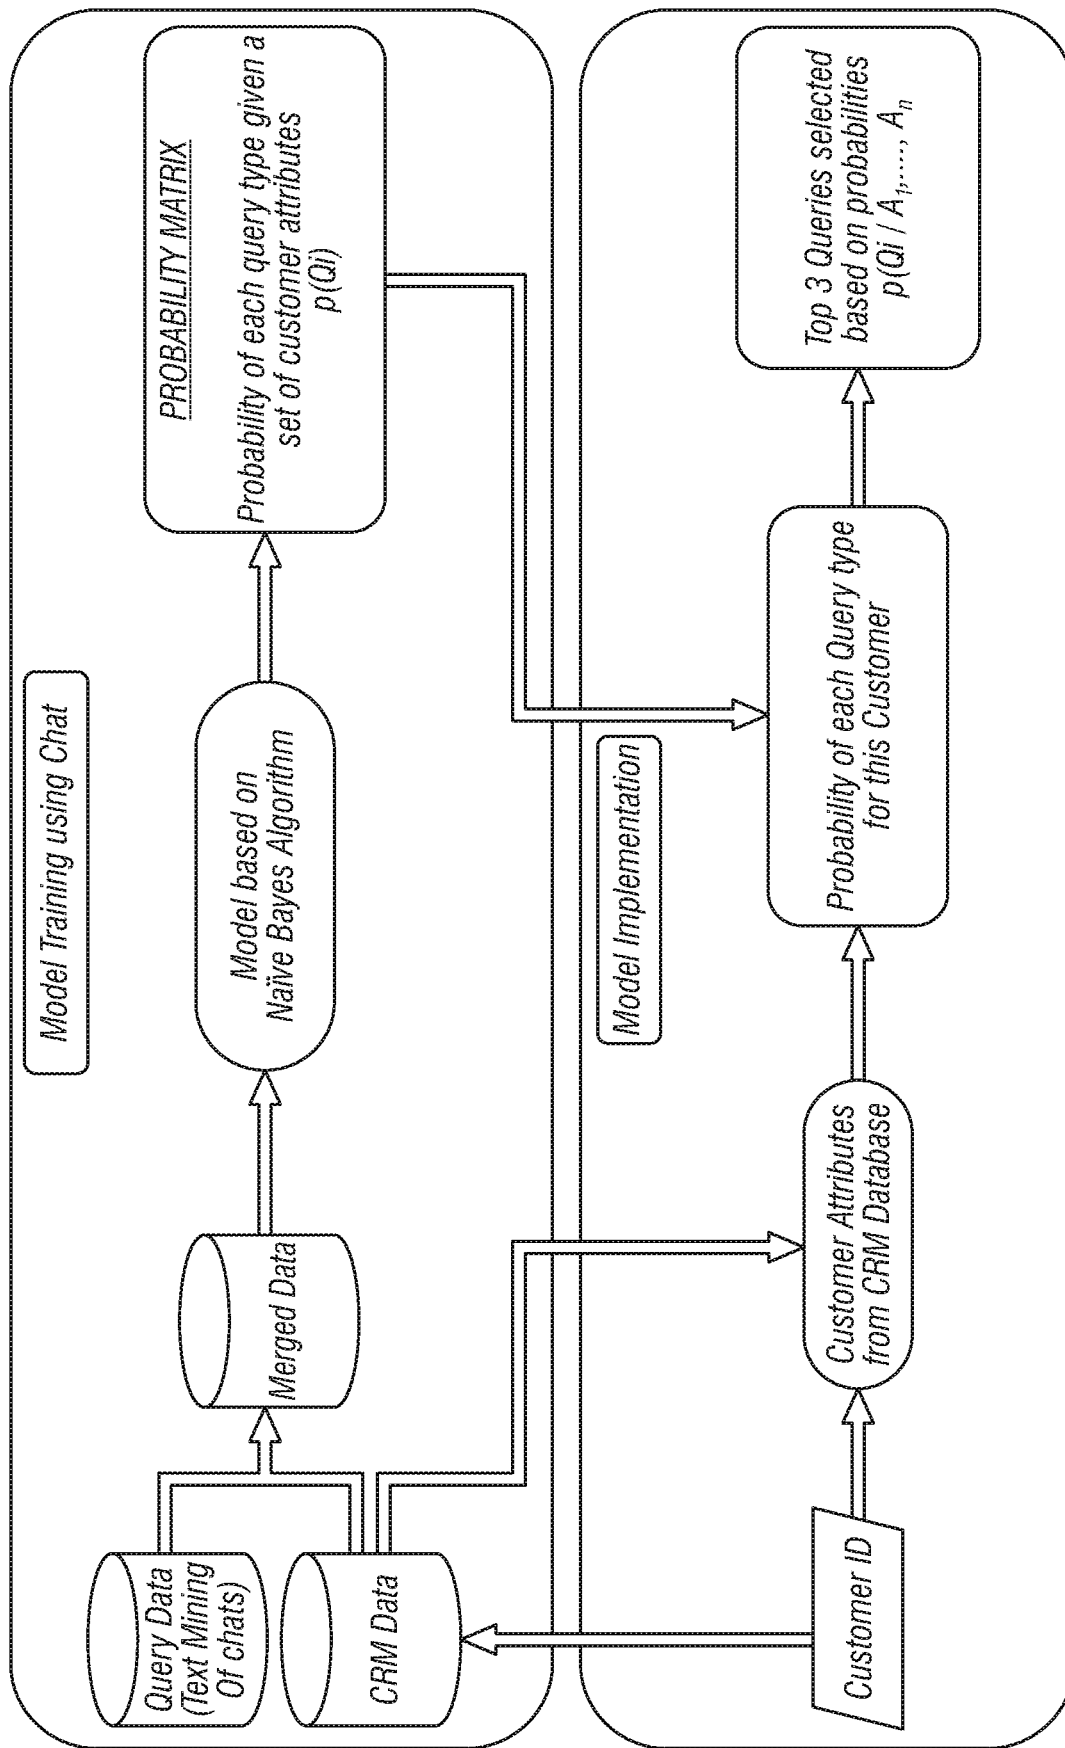 Model Training using Chat
Query Data
(Text Mining
Of chats)
CRM Data
Merged Data
Model based on
Naïve Bayes Algorithm
PROBABILITY MATRIX
Probability of each query type given a
set of customer attributes
p(Qi)
Model Implementation
Customer ID
Customer Attributes
from CRM Database
Probability of each Query type
for this Customer
Top 3 Queries selected
based on probabilities
p(Qi / A₁,...., Aₙ